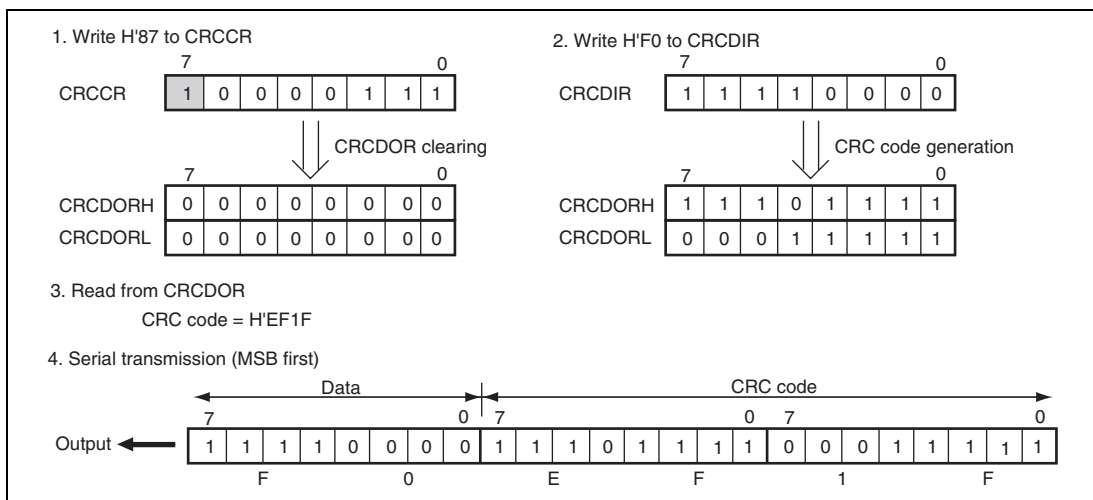 1. Write H'87 to CRCCR
7 0
CRCCR 1 0 0 0 0 1 1 1
CRCDOR clearing
7 0
CRCDORH 0 0 0 0 0 0 0 0
CRCDORL 0 0 0 0 0 0 0 0
2. Write H'F0 to CRCDIR
7 0
CRCDIR 1 1 1 1 0 0 0 0
CRC code generation
7 0
CRCDORH 1 1 1 0 1 1 1 1
CRCDORL 0 0 0 1 1 1 1 1
3. Read from CRCDOR
CRC code = H'EF1F
4. Serial transmission (MSB first)
Data CRC code
7 0 7 0 7 0
Output 1 1 1 1 0 0 0 0 1 1 1 0 1 1 1 1 0 0 0 1 1 1 1 1
F 0 E F 1 F